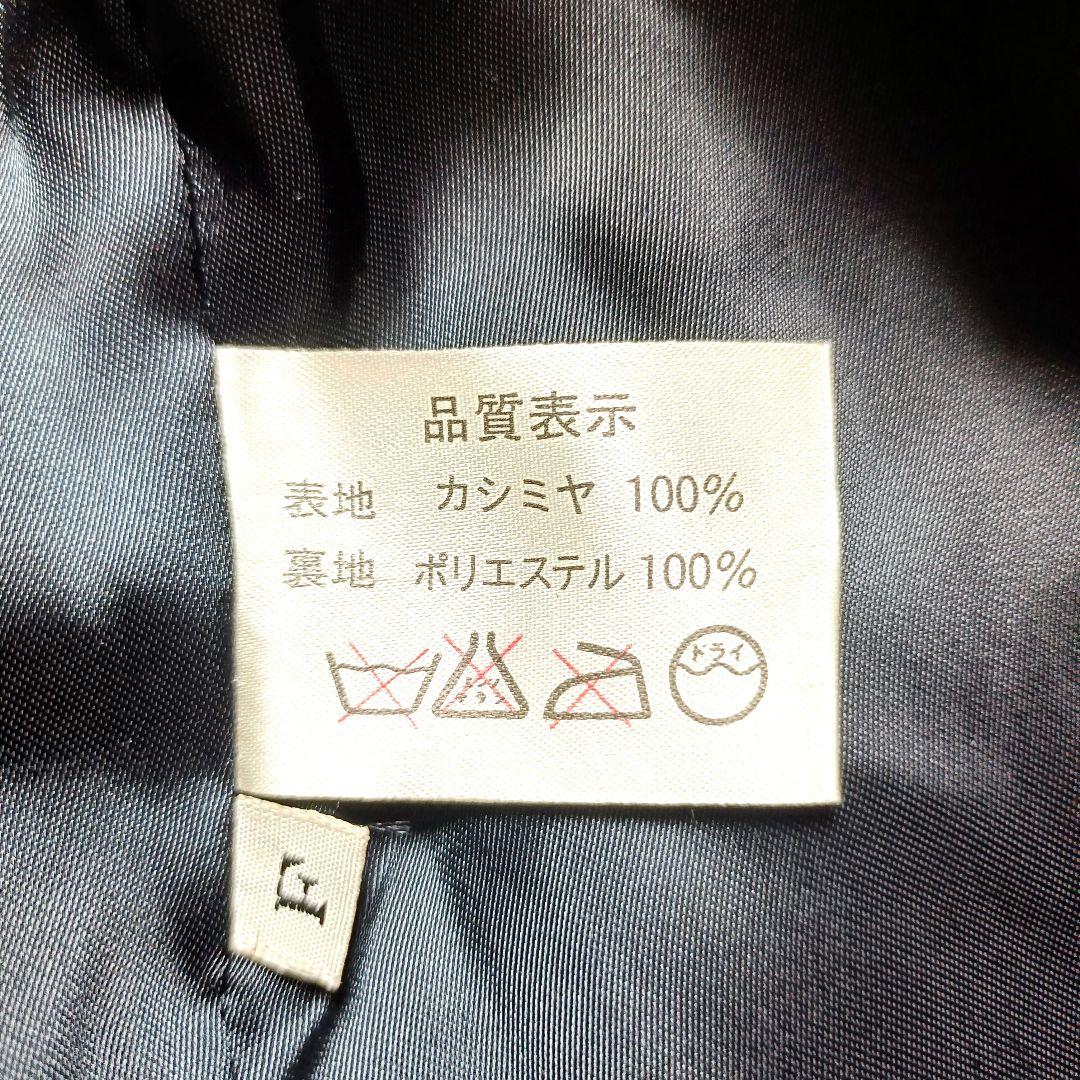 品質表示
表地 カシミヤ 100%
裏地 ポリエステル 100%
ドライ
F